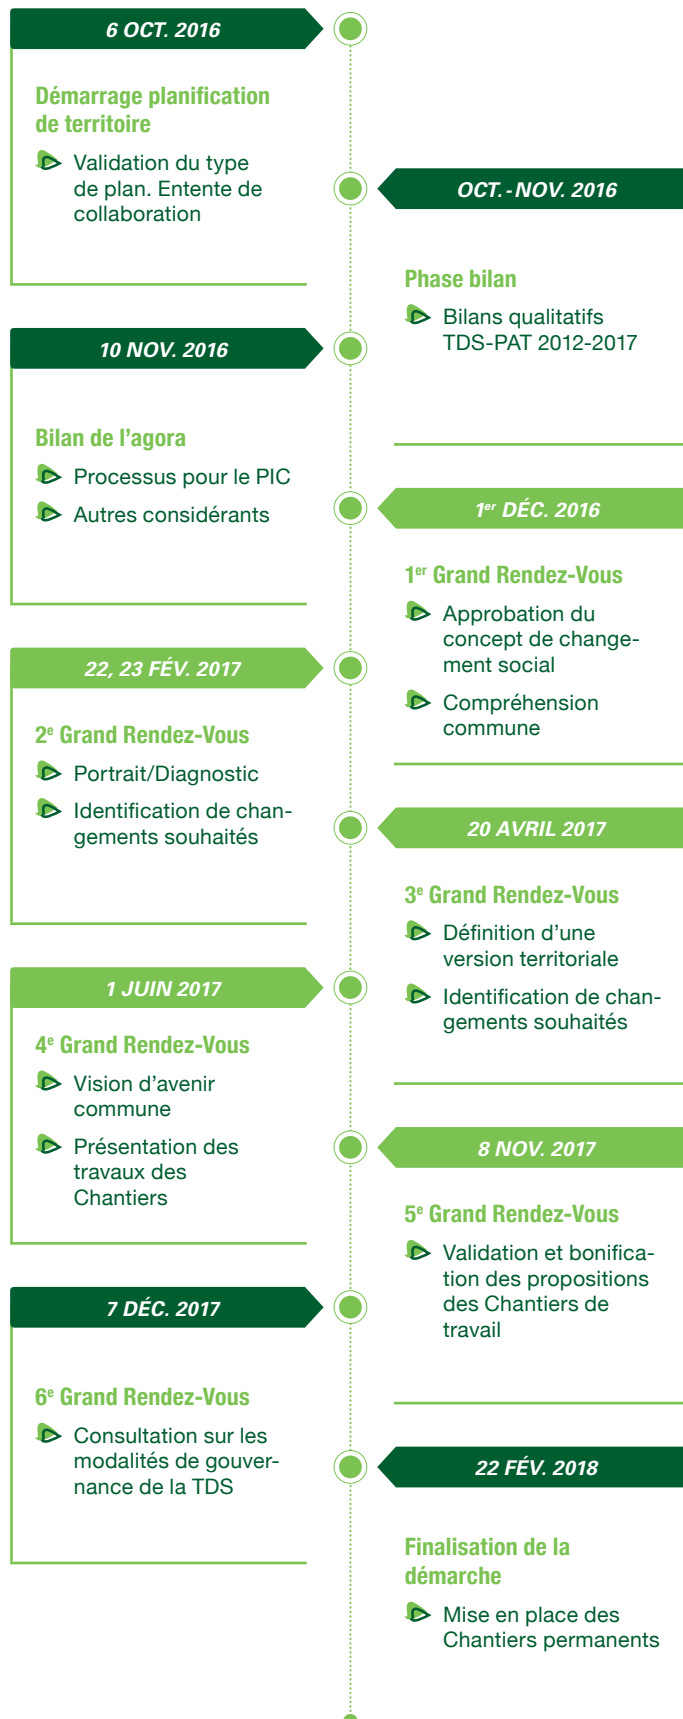 6 OCT. 2016
Démarrage planification
de territoire
Validation du type
de plan. Entente de
collaboration
OCT. - NOV. 2016
Phase bilan
Bilans qualitatifs
TDS-PAT 2012-2017
10 NOV. 2016
Bilan de l’agora
Processus pour le PIC
Autres considérants
1er DÉC. 2016
1er Grand Rendez-Vous
Approbation du
concept de change-
ment social
Compréhension
commune
22, 23 FÉV. 2017
2e Grand Rendez-Vous
Portrait/Diagnostic
Identification de chan-
gements souhaités
20 AVRIL 2017
3e Grand Rendez-Vous
Définition d’une
version territoriale
Identification de chan-
gements souhaités
1 JUIN 2017
4e Grand Rendez-Vous
Vision d’avenir
commune
Présentation des
travaux des
Chantiers
8 NOV. 2017
5e Grand Rendez-Vous
Validation et bonifica-
tion des propositions
des Chantiers de
travail
7 DÉC. 2017
6e Grand Rendez-Vous
Consultation sur les
modalités de gouver-
nance de la TDS
22 FÉV. 2018
Finalisation de la
démarche
Mise en place des
Chantiers permanents